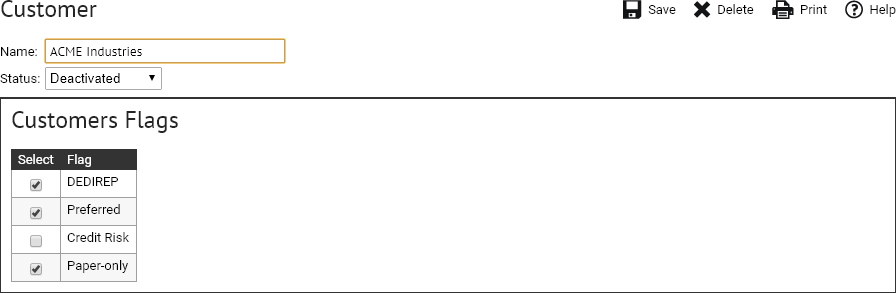 Customer
Save Delete Print ? Help
Name: ACME Industries
Status: Deactivated
Customers Flags
Select Flag
DEDIREP
Preferred
Credit Risk
Paper-only